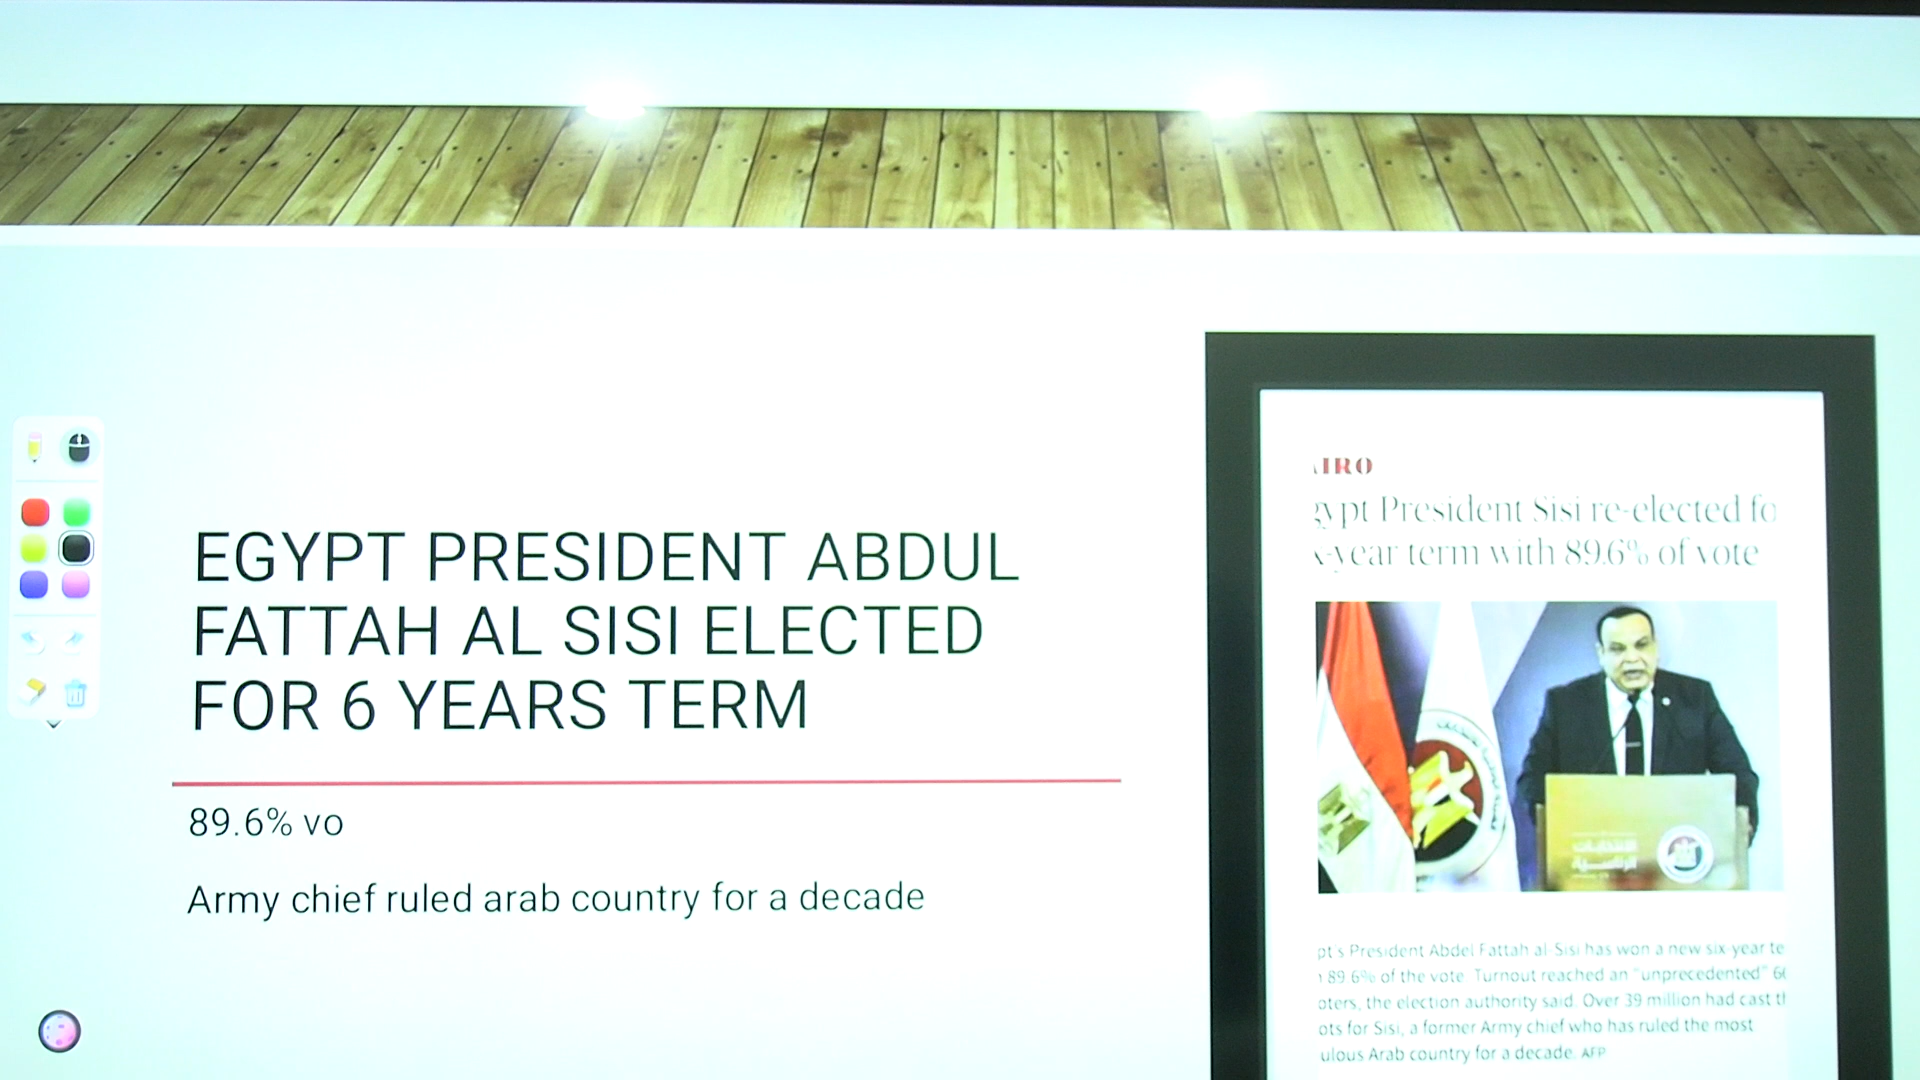 EGYPT PRESIDENT ABDUL
FATTAH AL SISI ELECTED
FOR 6 YEARS TERM
89.6% vo
Army chief ruled arab country for a decade
IRO
gypt President Sisi re-elected fo
x-year term with 89.6% of vote
الانتخابات
الرئاسية
pt's President Abdel Fattah al-Sisi has won a new six-year te
89.6% of the vote. Turnout reached an "unprecedented" 6
oters, the election authority said. Over 39 million had cast th
ots for Sisi, a former Army chief who has ruled the most
ulous Arab country for a decade. AFP